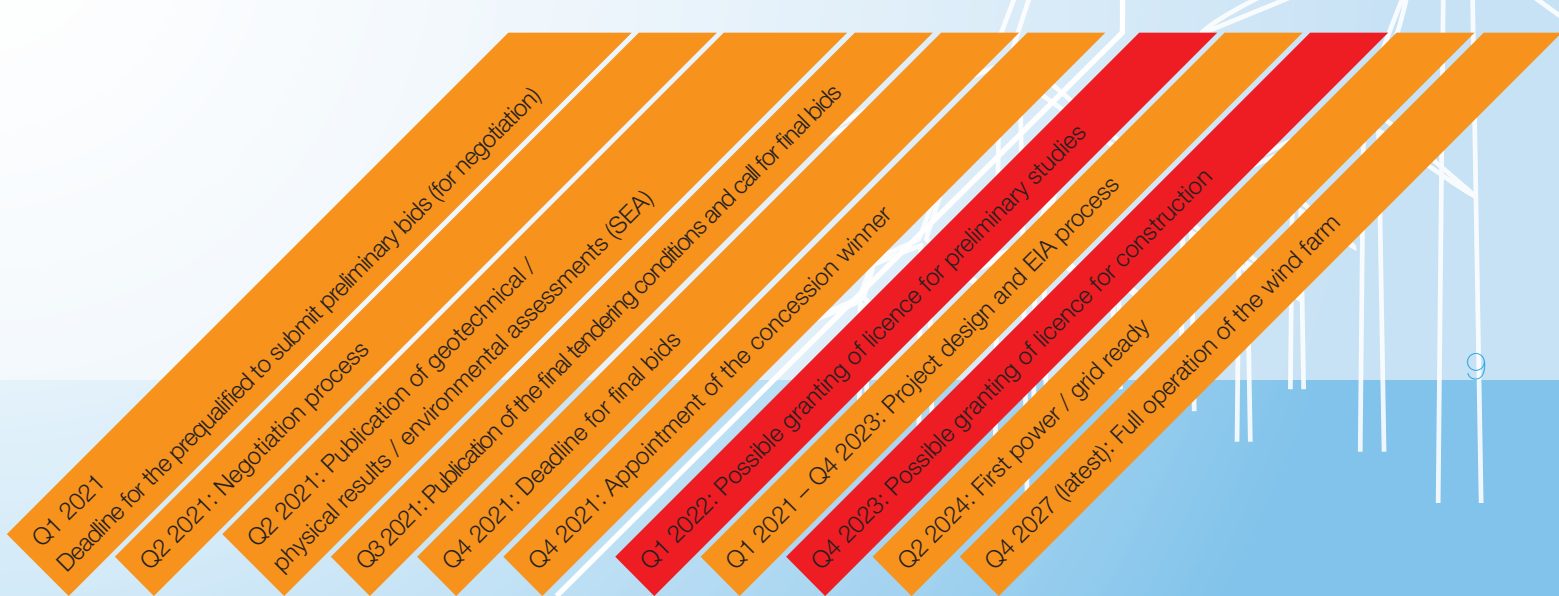 Q1 2021
Deadline for the prequalified to submit preliminary bids (for negotiation)
Q2 2021: Negotiation process
Q2 2021: Publication of geotechnical /
physical results / environmental assessments (SEA)
Q3 2021: Publication of the final tendering conditions and call for final bids
Q4 2021: Deadline for final bids
Q4 2021: Appointment of the concession winner
Q1 2022: Possible granting of licence for preliminary studies
Q1 2021 – Q4 2023: Project design and EIA process
Q4 2023: Possible granting of licence for construction
Q2 2024: First power / grid ready
Q4 2027 (latest): Full operation of the wind farm
9